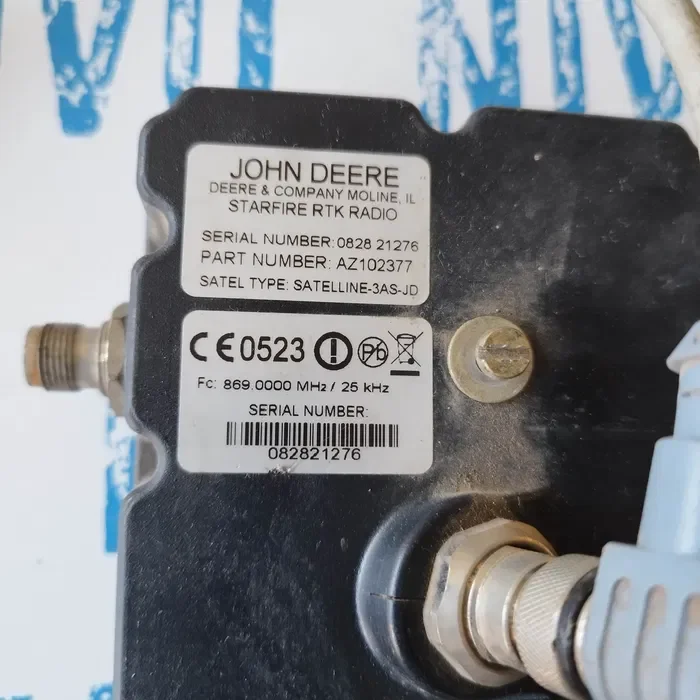 JOHN DEERE
DEERE & COMPANY MOLINE, IL
STARFIRE RTK RADIO
SERIAL NUMBER: 0828 21276
PART NUMBER: AZ102377
SATEL TYPE: SATELLINE-3AS-JD
CE0523 Pb
Fc: 869.0000 MHz / 25 kHz
SERIAL NUMBER:
082821276